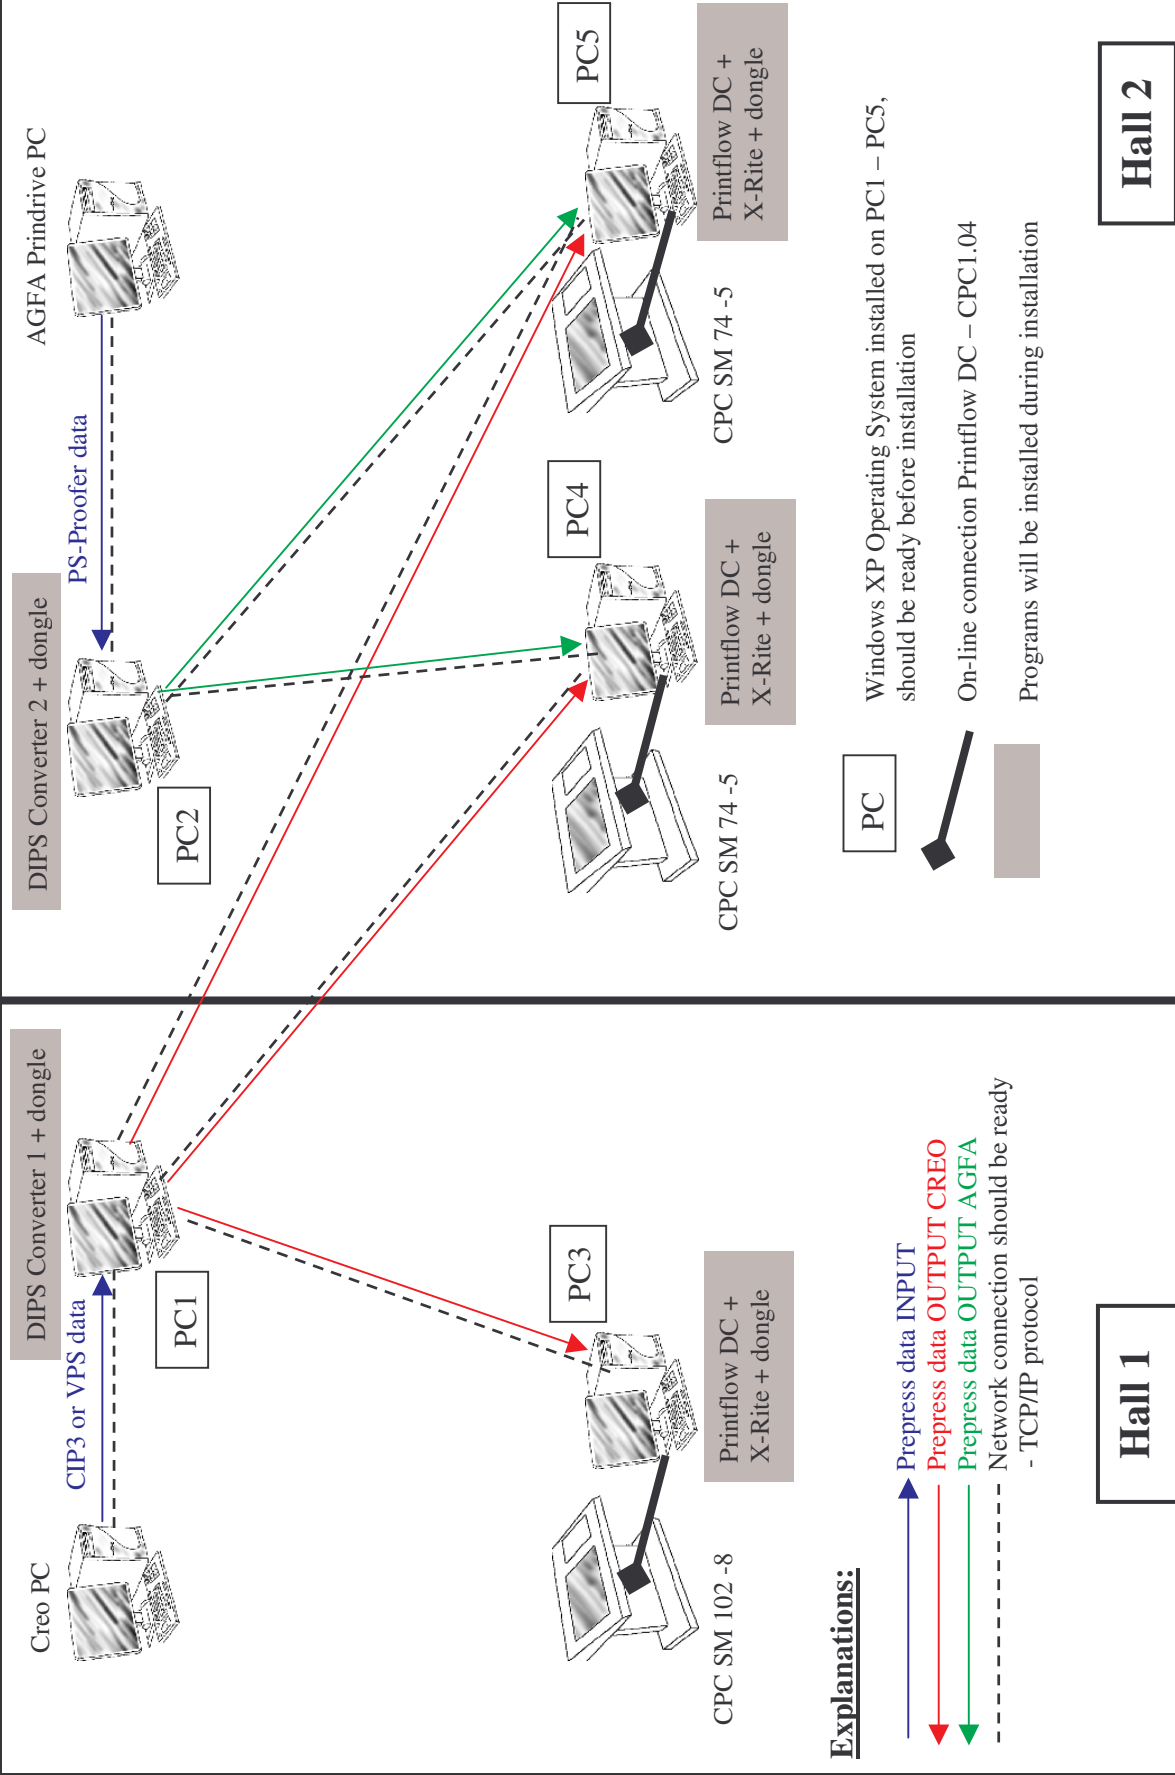 Creo PC
CIP3 or VPS data
DIPS Converter 1 + dongle
PC1
DIPS Converter 2 + dongle
PS-Proofer data
AGFA Prindrive PC
PC2
PC3
PC4
PC5
CPC SM 102 -8
Printflow DC +
X-Rite + dongle
CPC SM 74 -5
Printflow DC +
X-Rite + dongle
CPC SM 74 -5
Printflow DC +
X-Rite + dongle
Explanations:
Prepress data INPUT
Prepress data OUTPUT CREO
Prepress data OUTPUT AGFA
Network connection should be ready
- TCP/IP protocol
PC
Windows XP Operating System installed on PC1 – PC5,
should be ready before installation
On-line connection Printflow DC – CPC1.04
Programs will be installed during installation
Hall 1
Hall 2